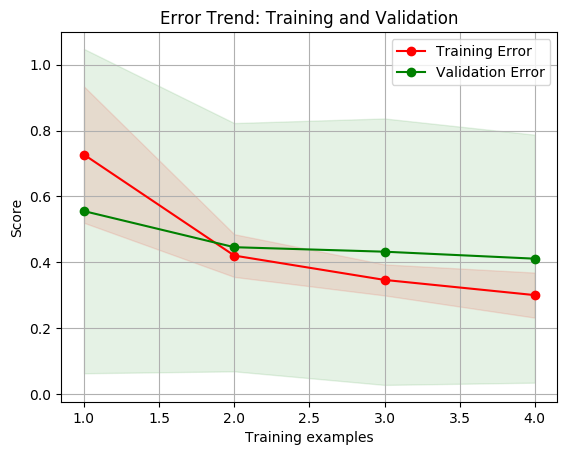 Error Trend: Training and Validation
Training Error
Validation Error
Score
1.0
0.8
0.6
0.4
0.2
0.0
1.0 1.5 2.0 2.5 3.0 3.5 4.0
Training examples